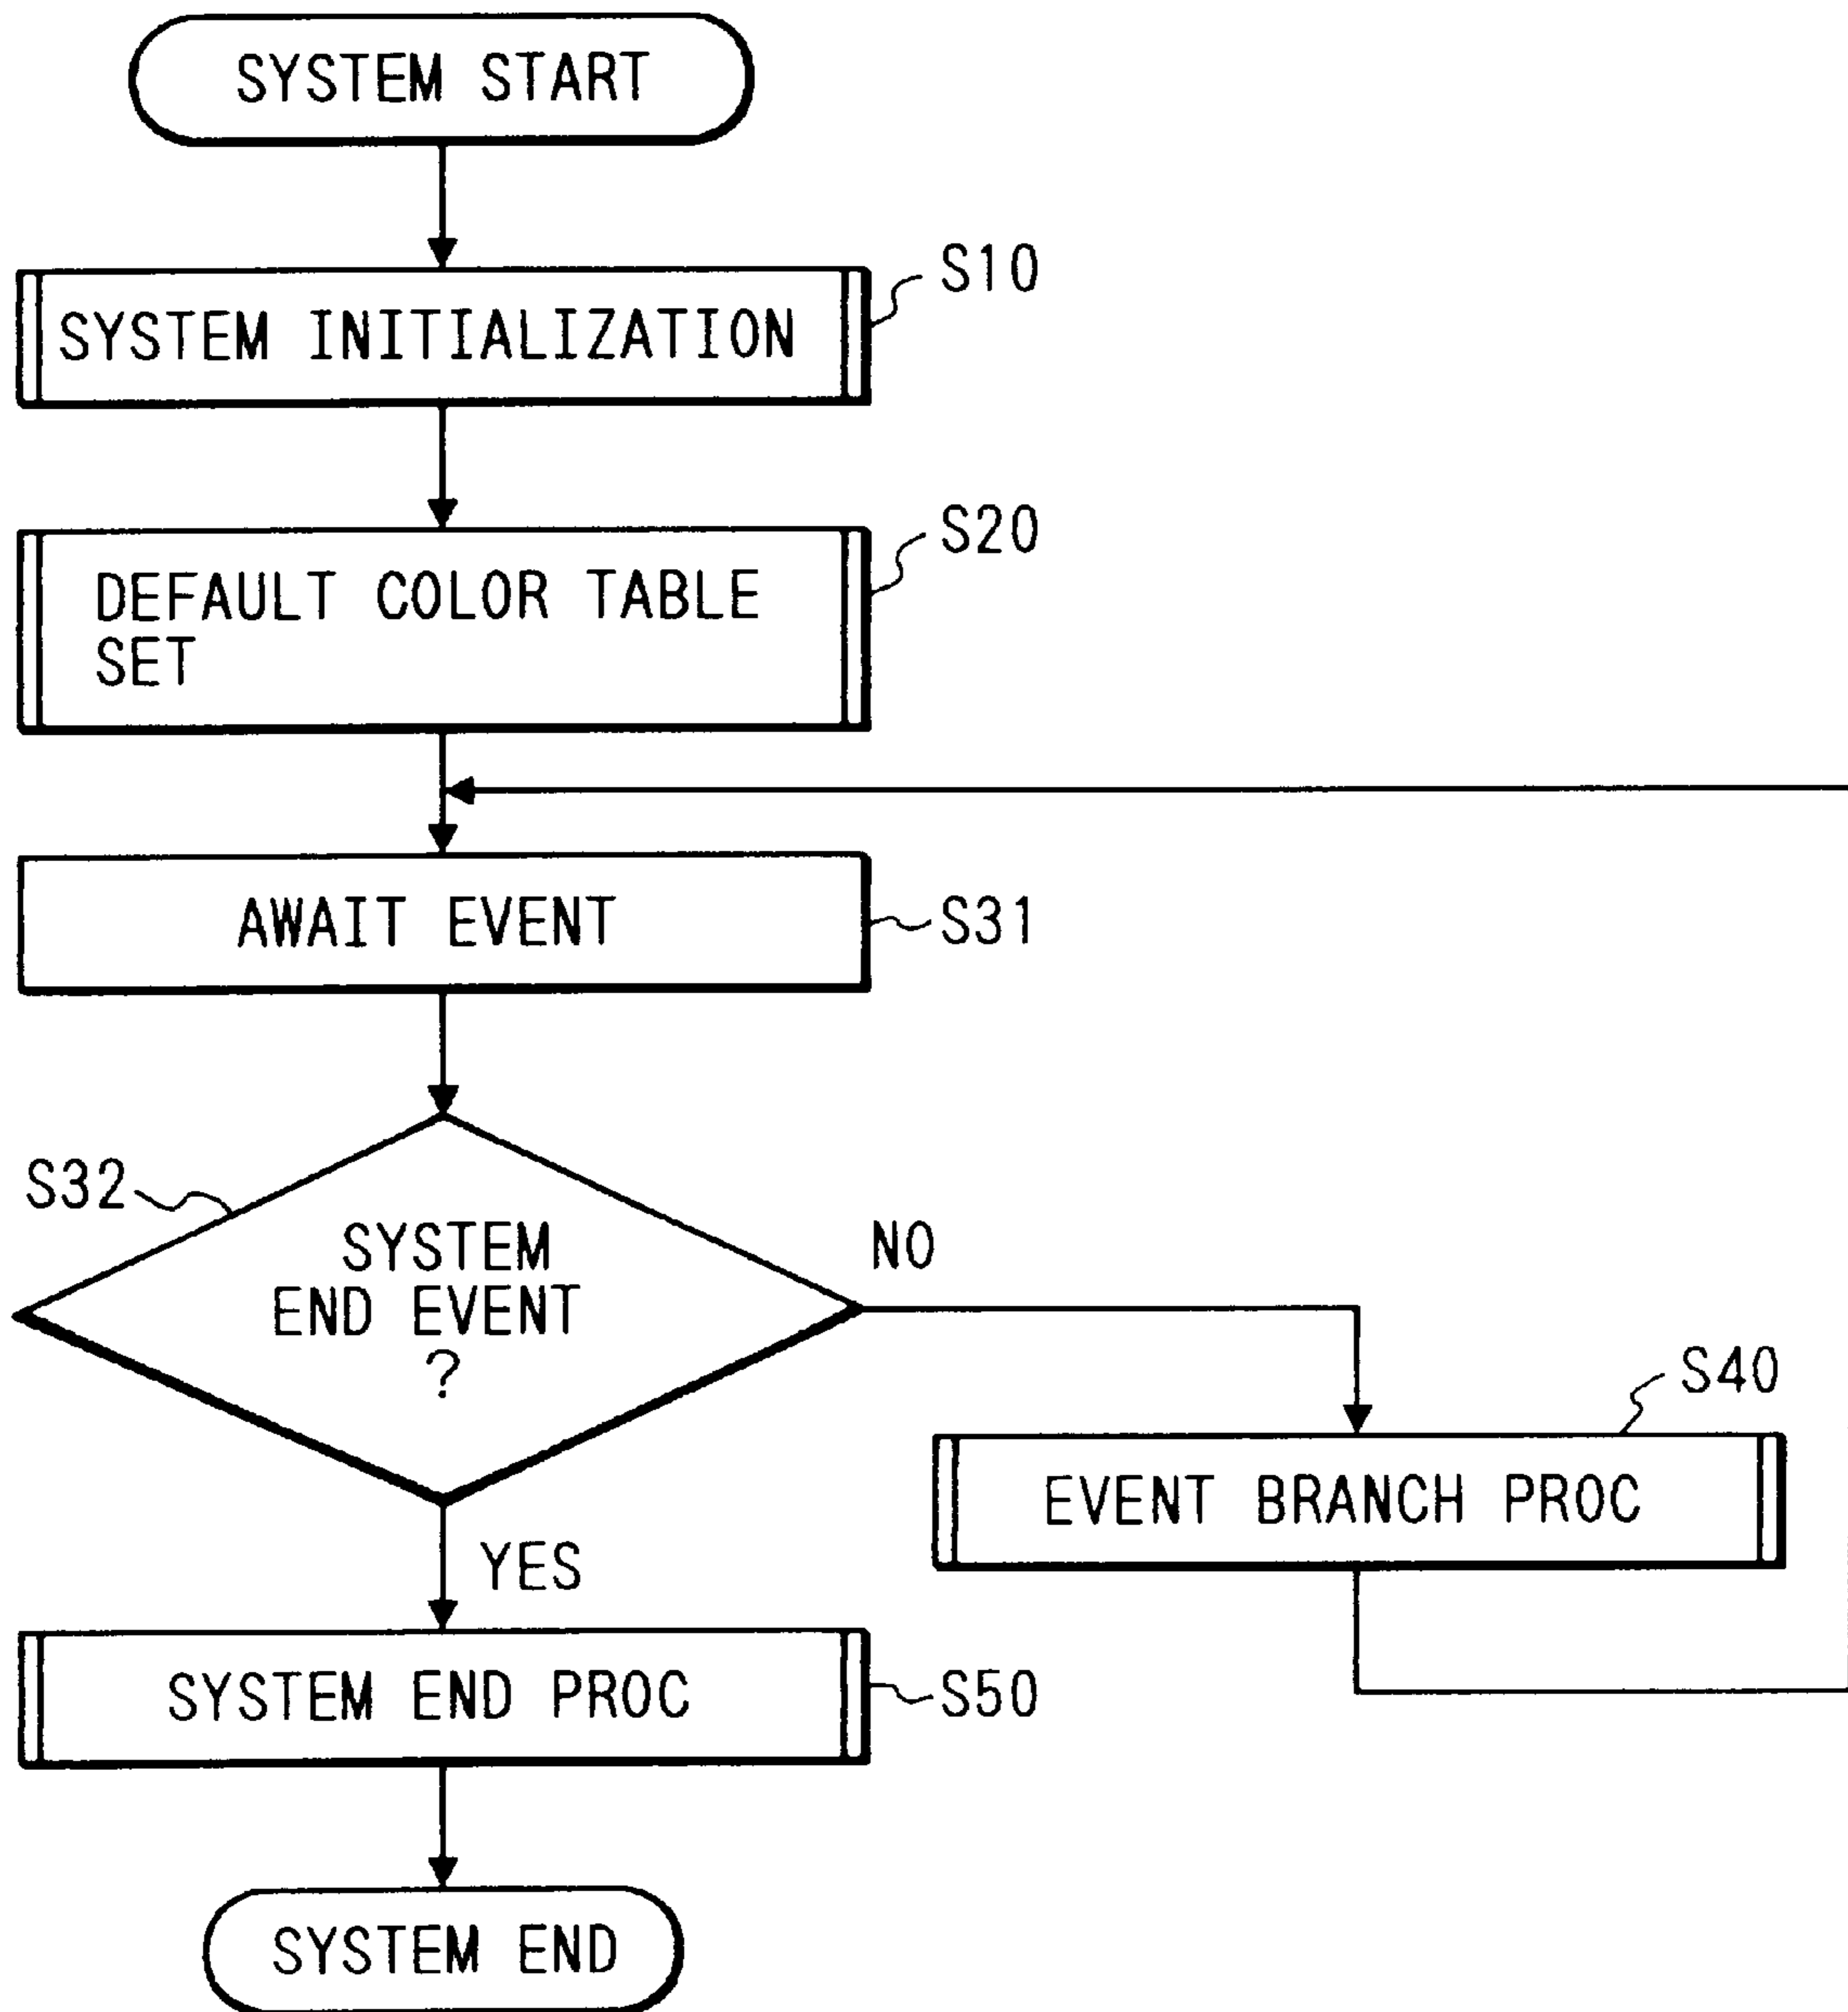 SYSTEM START
S10
SYSTEM INITIALIZATION
S20
DEFAULT COLOR TABLE
SET
AWAIT EVENT
S31
S32
SYSTEM
END EVENT
?
NO
YES
S40
EVENT BRANCH PROC
SYSTEM END PROC
S50
SYSTEM END